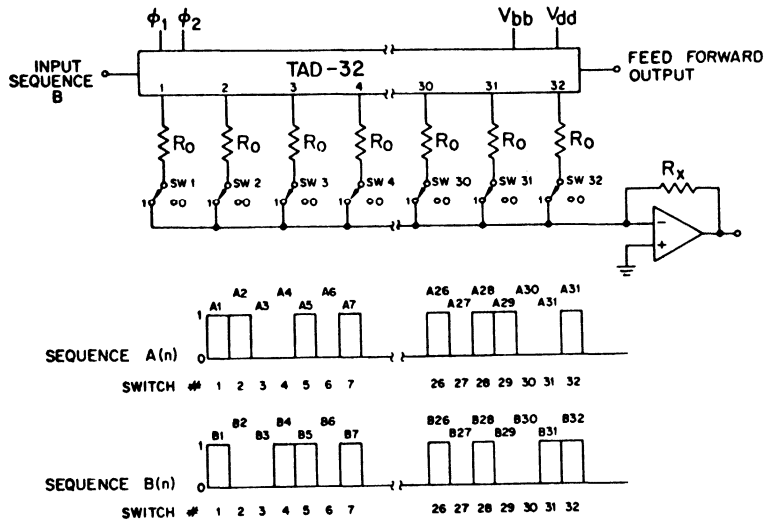 ϕ1 ϕ2 Vbb Vdd
INPUT SEQUENCE B
TAD-32
FEED FORWARD OUTPUT
1 2 3 4 30 31 32
R0 R0 R0 R0 R0 R0 R0
SW 1 SW 2 SW 3 SW 4 SW 30 SW 31 SW 32
1 0 1 0 1 0 1 0 1 0 1 0 1 0
RX
-
+
A1 A2 A3 A4 A5 A6 A7 A26 A27 A28 A29 A30 A31 A31
1
0
SEQUENCE A(n)
SWITCH # 1 2 3 4 5 6 7 26 27 28 29 30 31 32
B1 B2 B3 B4 B5 B6 B7 B26 B27 B28 B29 B30 B31 B32
1
0
SEQUENCE B(n)
SWITCH # 1 2 3 4 5 6 7 26 27 28 29 30 31 32